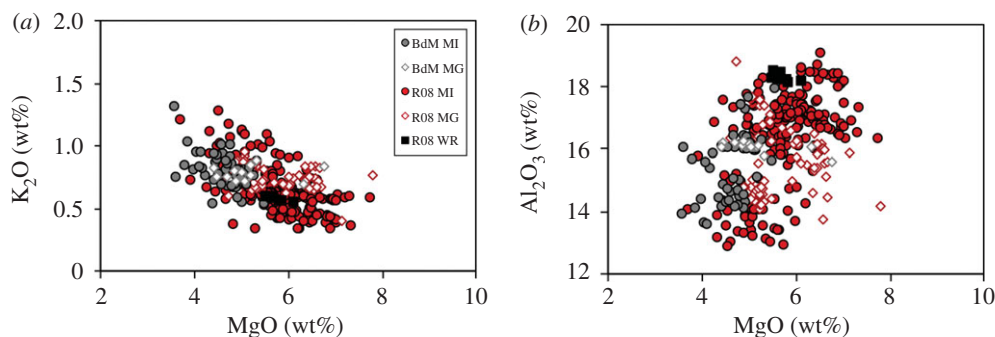 (a)
2.0
1.5
1.0
0.5
0
K₂O (wt%)
2 4 6 8 10
MgO (wt%)
BdM MI
BdM MG
R08 MI
R08 MG
R08 WR
(b)
20
18
16
14
12
Al₂O₃ (wt%)
2 4 6 8 10
MgO (wt%)